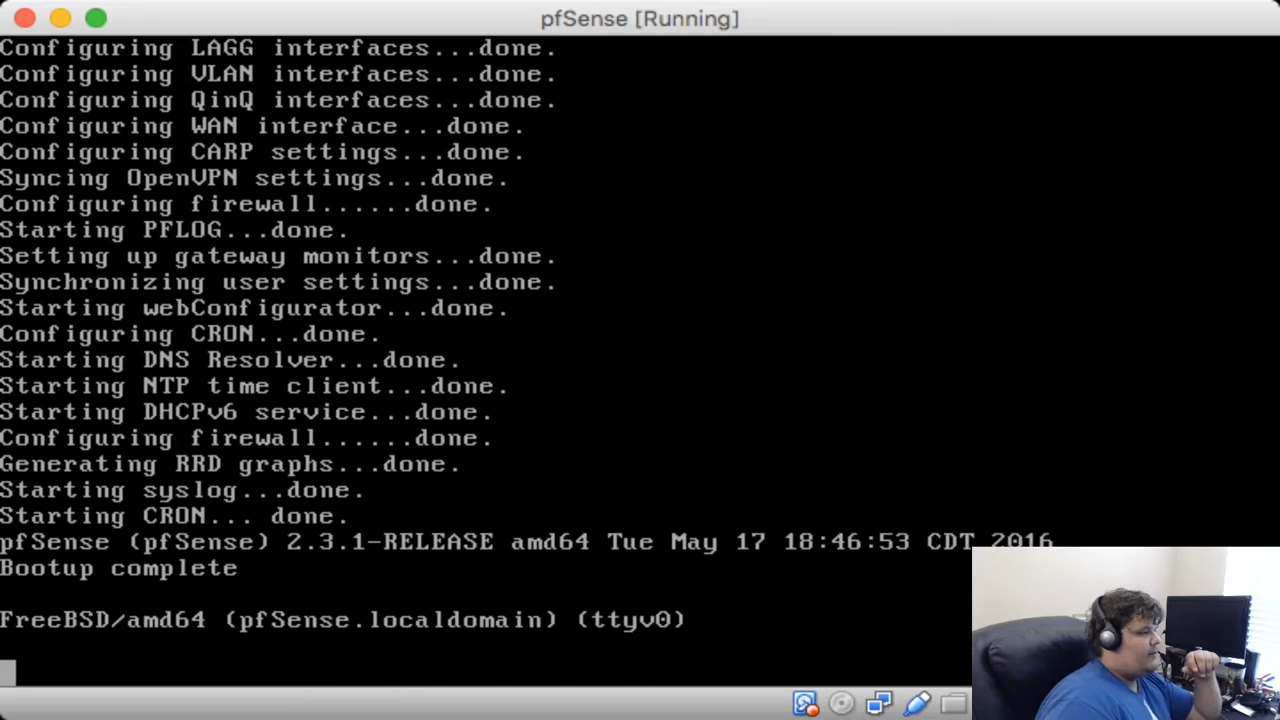 pfSense [Running]
Configuring LAGG interfaces...done.
Configuring VLAN interfaces...done.
Configuring QinQ interfaces...done.
Configuring WAN interface...done.
Configuring CARP settings...done.
Syncing OpenVPN settings...done.
Configuring firewall......done.
Starting PFLOG...done.
Setting up gateway monitors...done.
Synchronizing user settings...done.
Starting webConfigurator...done.
Configuring CRON...done.
Starting DNS Resolver...done.
Starting NTP time client...done.
Starting DHCPv6 service...done.
Configuring firewall......done.
Generating RRD graphs...done.
Starting syslog...done.
Starting CRON... done.
pfSense (pfSense) 2.3.1-RELEASE amd64 Tue May 17 18:46:53 CDT 2016
Bootup complete
FreeBSD/amd64 (pfSense.localdomain) (ttyv0)